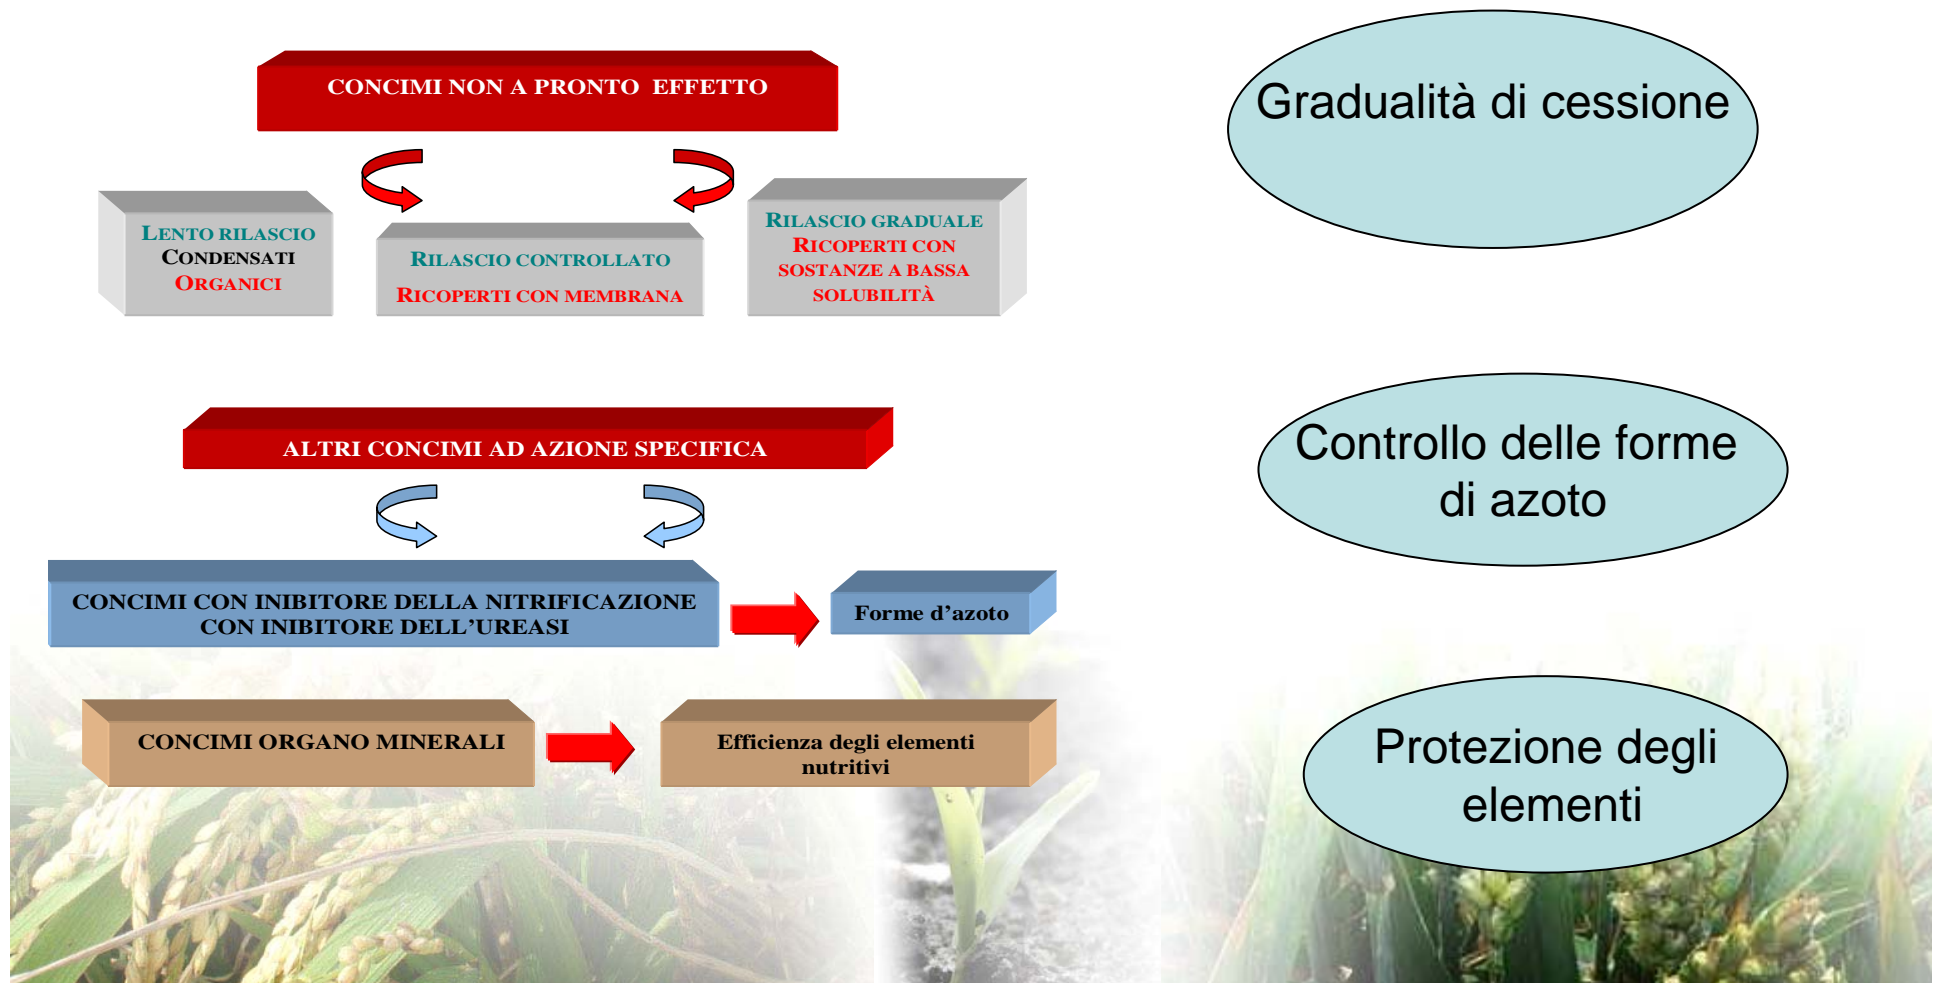 CONCIMI NON A PRONTO EFFETTO
Gradualità di cessione
LENTO RILASCIO
CONDENSATI
ORGANICI
RILASCIO CONTROLLATO
RICOPERTI CON MEMBRANA
RILASCIO GRADUALE
RICOPERTI CON
SOSTANZE A BASSA
SOLUBILITÀ
ALTRI CONCIMI AD AZIONE SPECIFICA
Controllo delle forme
di azoto
CONCIMI CON INIBITORE DELLA NITRIFICAZIONE
CON INIBITORE DELL'UREASI
Forme d'azoto
CONCIMI ORGANO MINERALI
Efficienza degli elementi
nutritivi
Protezione degli
elementi